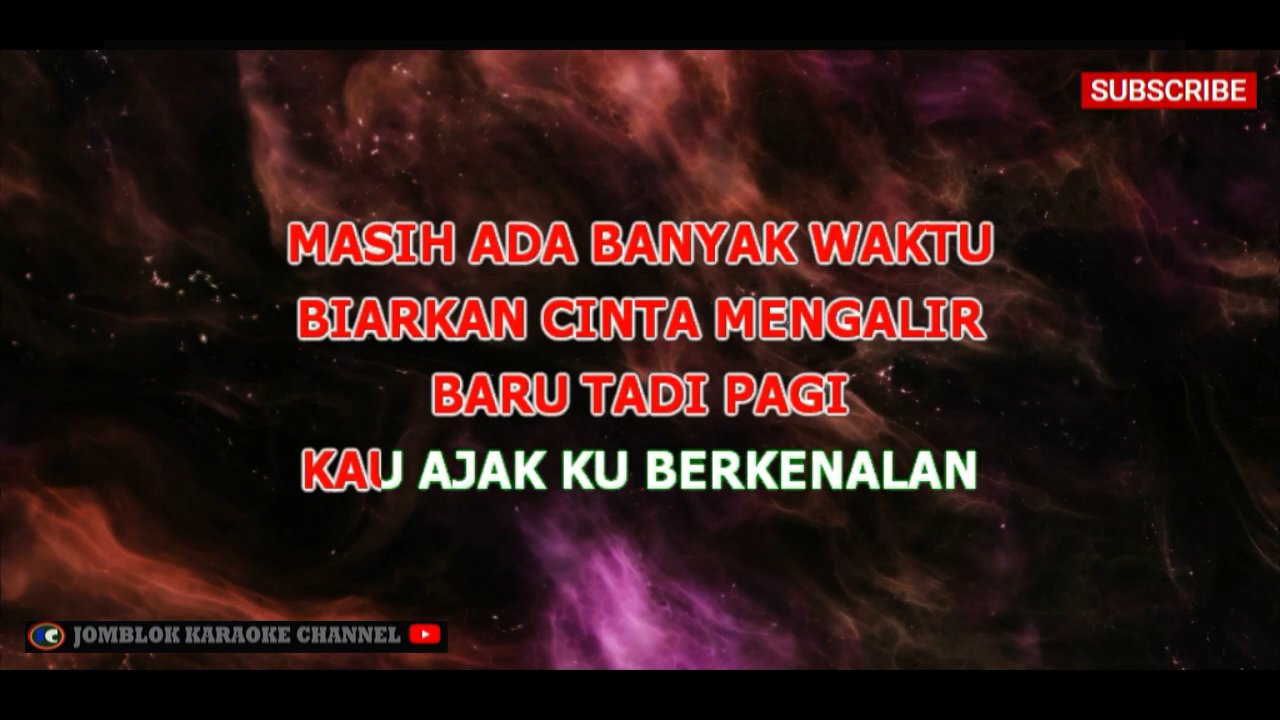 SUBSCRIBE
MASIH ADA BANYAK WAKTU
BIARKAN CINTA MENGALIR
BARU TADI PAGI
KAU AJAK KU BERKENALAN
JOMBLOK KARAOKE CHANNEL